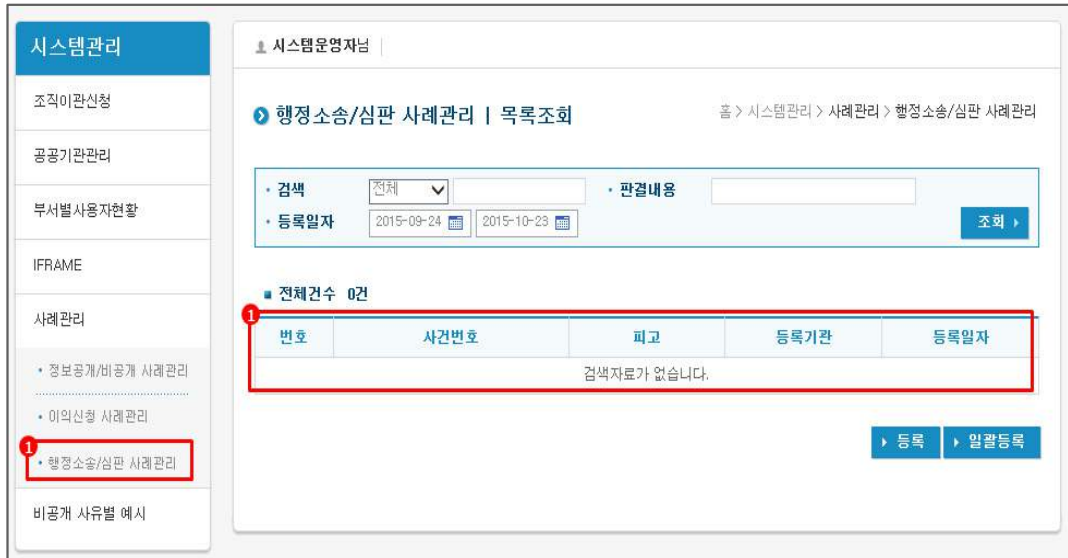 시스템관리
조직이관신청
공공기관관리
부서별사용자현황
IFRAME
사례관리
• 정보공개/비공개 사례관리
• 이의신청 사례관리
1
• 행정소송/심판 사례관리
비공개 사유별 예시
시스템운영자님
행정소송/심판 사례관리 | 목록조회
홈 > 시스템관리 > 사례관리 > 행정소송/심판 사례관리
• 검색 전체 • 판결내용
• 등록일자 2015-09-24 2015-10-23 조회
■ 전체건수 0건
1
번호 사건번호 피고 등록기관 등록일자
검색자료가 없습니다.
등록 일괄등록